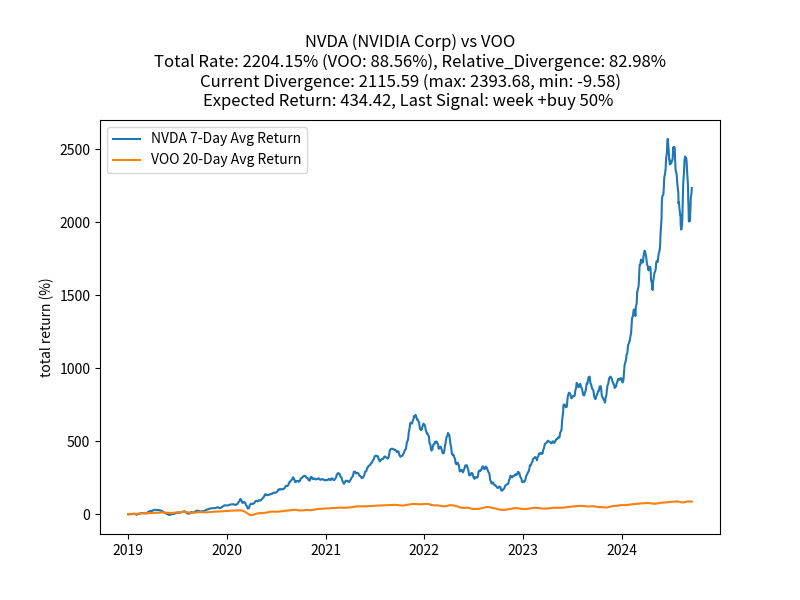 NVDA (NVIDIA Corp) vs VOO
Total Rate: 2204.15% (VOO: 88.56%), Relative_Divergence: 82.98%
Current Divergence: 2115.59 (max: 2393.68, min: -9.58)
Expected Return: 434.42, Last Signal: week +buy 50%
NVDA 7-Day Avg Return
VOO 20-Day Avg Return
total return (%)
2500
2000
1500
1000
500
0
2019 2020 2021 2022 2023 2024